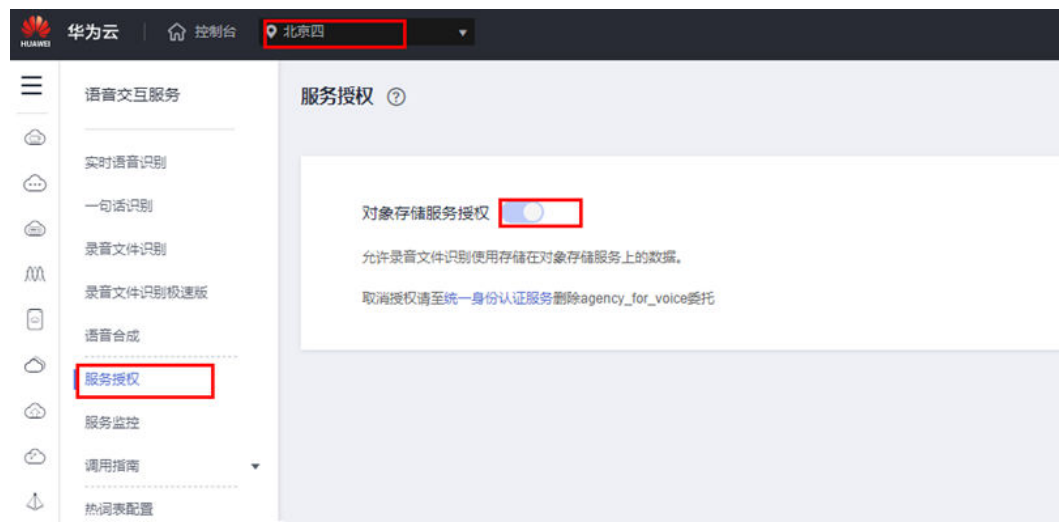 HUAWEI
华为云
控制台
北京四
语音交互服务
服务授权
实时语音识别
一句话识别
录音文件识别
录音文件识别极速版
语音合成
服务授权
服务监控
调用指南
热词表配置
对象存储服务授权
允许录音文件识别使用存储在对象存储服务上的数据。
取消授权请至统一身份认证服务删除agency_for_voice委托